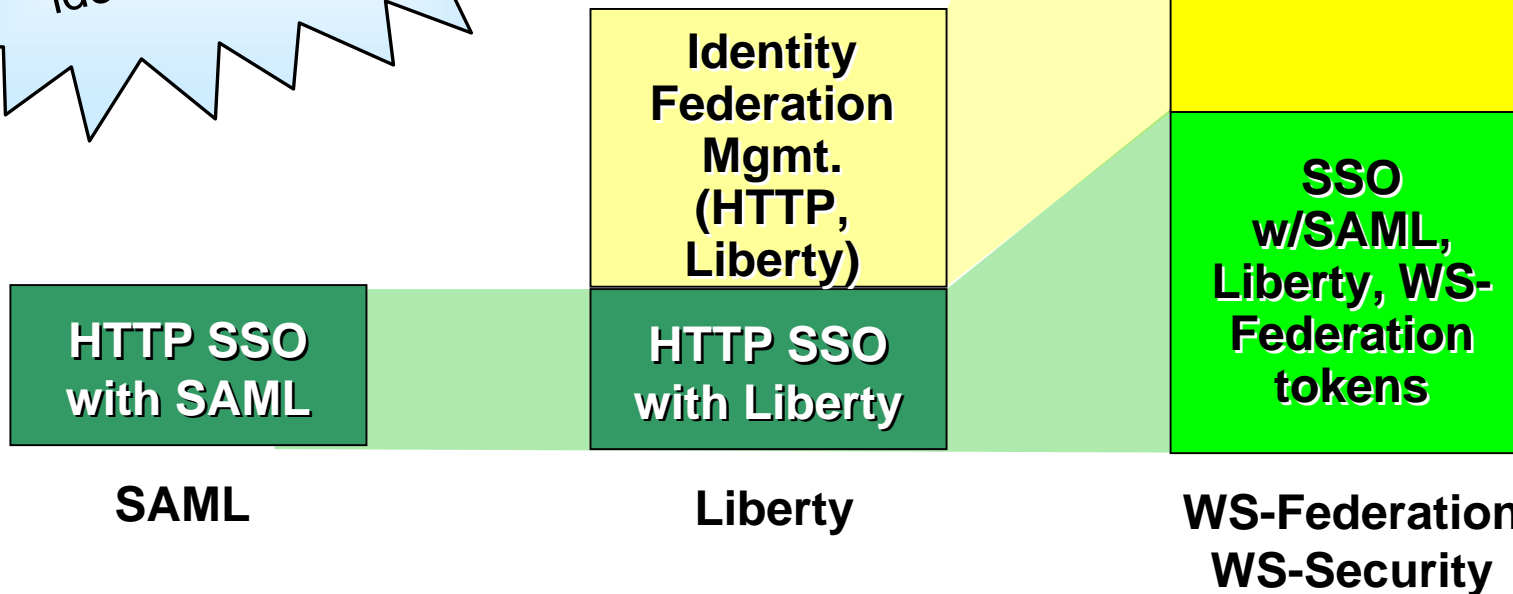 Identity
Federation
Mgmt.
(HTTP,
Liberty)
SSO
w/SAML,
Liberty, WS-
Federation
tokens
HTTP SSO
with SAML
HTTP SSO
with Liberty
SAML
Liberty
WS-Federation
WS-Security